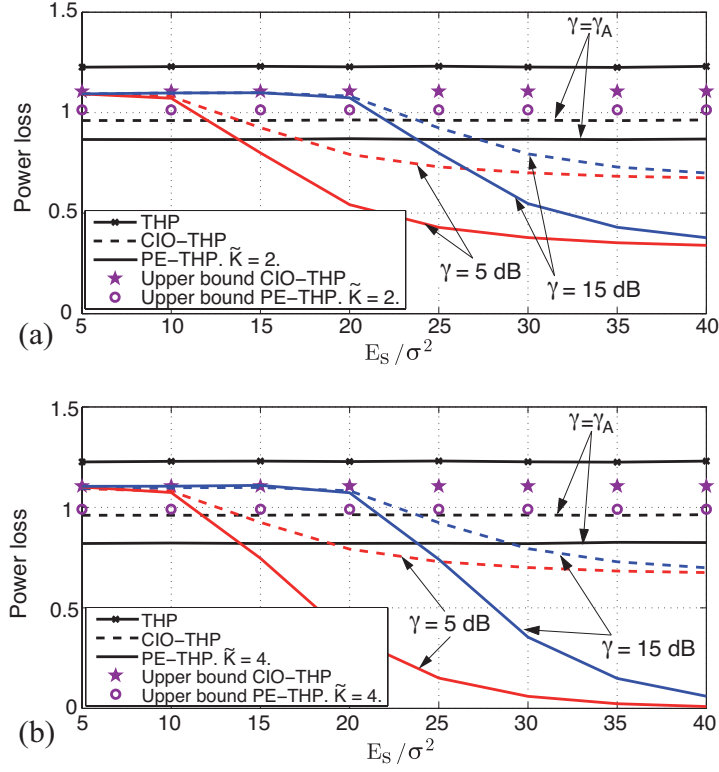 1.5
1
0.5
0
Power loss
γ=γA
THP
CIO−THP
PE−THP. K̃ = 2.
Upper bound CIO−THP
Upper bound PE−THP. K̃ = 2.
γ = 5 dB
γ = 15 dB
5 10 15 20 25 30 35 40
(a)
ES/σ²
1.5
1
0.5
0
Power loss
γ=γA
THP
CIO−THP
PE−THP. K̃ = 4.
Upper bound CIO−THP
Upper bound PE−THP. K̃ = 4.
γ = 5 dB
γ = 15 dB
5 10 15 20 25 30 35 40
(b)
ES/σ²